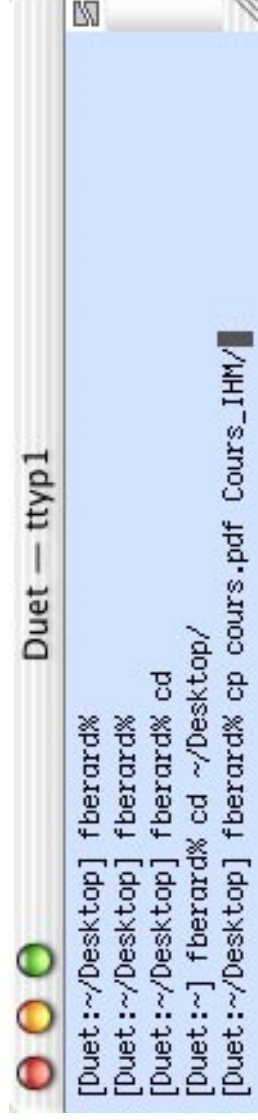 Duet — ttyp1
[Duet:~/Desktop] fberard%
[Duet:~/Desktop] fberard%
[Duet:~/Desktop] fberard% cd
[Duet:~] fberard% cd ~/Desktop/
[Duet:~/Desktop] fberard% cp cours.pdf Cours_IHM/